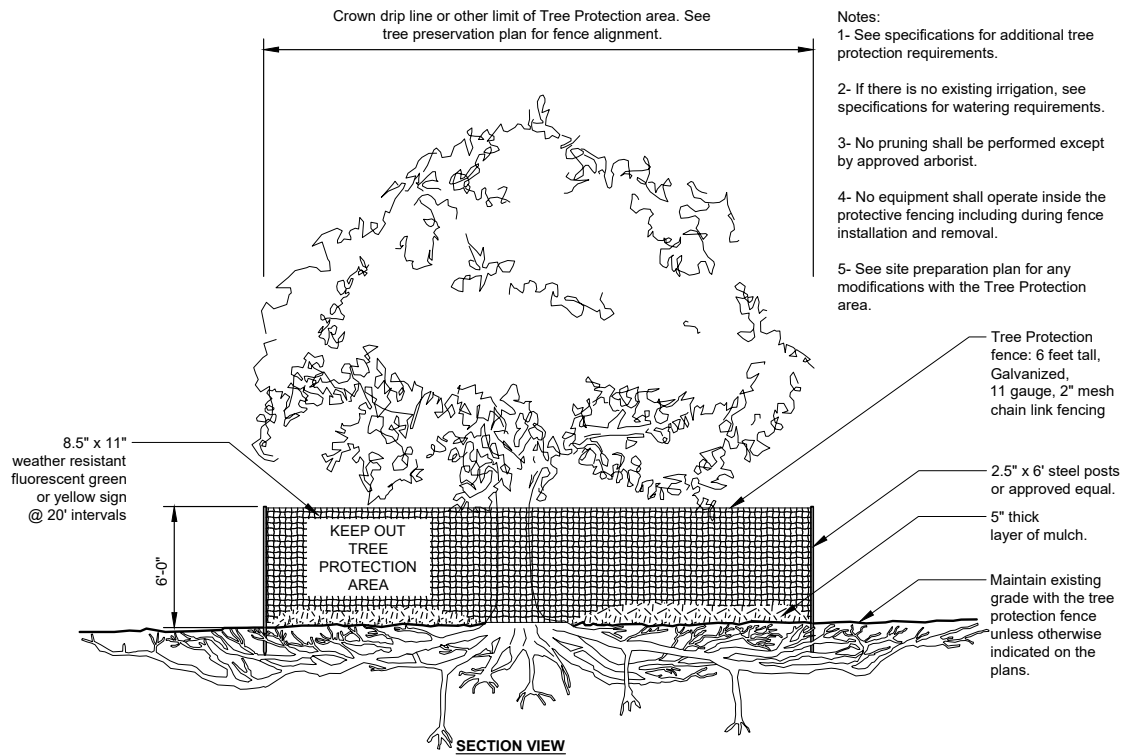 Crown drip line or other limit of Tree Protection area. See
tree preservation plan for fence alignment.
Notes:
1- See specifications for additional tree
protection requirements.
2- If there is no existing irrigation, see
specifications for watering requirements.
3- No pruning shall be performed except
by approved arborist.
4- No equipment shall operate inside the
protective fencing including during fence
installation and removal.
5- See site preparation plan for any
modifications with the Tree Protection
area.
Tree Protection
fence: 6 feet tall,
Galvanized,
11 gauge, 2" mesh
chain link fencing
8.5" x 11"
weather resistant
fluorescent green
or yellow sign
@ 20' intervals
2.5" x 6' steel posts
or approved equal.
5" thick
layer of mulch.
6'-0"
KEEP OUT
TREE
PROTECTION
AREA
Maintain existing
grade with the tree
protection fence
unless otherwise
indicated on the
plans.
SECTION VIEW